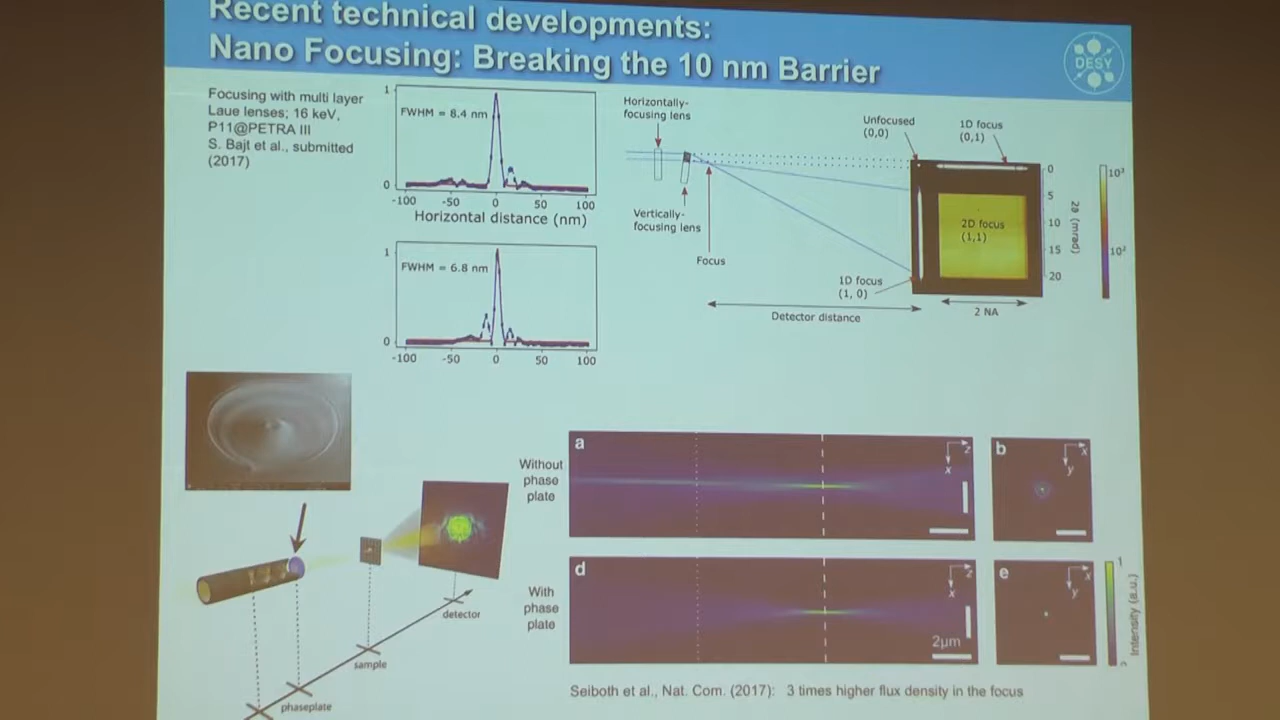 Recent technical developments:
Nano Focusing: Breaking the 10 nm Barrier
DESY
Focusing with multi layer
Laue lenses; 16 keV,
P11@PETRA III
S. Bajt et al., submitted
(2017)
1
FWHM = 8.4 nm
0
-100 -50 0 50 100
Horizontal distance (nm)
1
FWHM = 6.8 nm
0
-100 -50 0 50 100
Horizontally-
focusing lens
Vertically-
focusing lens
Focus
Unfocused
(0,0)
1D focus
(0,1)
2D focus
(1,1)
1D focus
(1, 0)
Detector distance
2 NA
0
5
10
15
20
2θ (mrad)
10³
10²
detector
sample
phaseplate
Without
phase
plate
a
z
x
b
x
y
With
phase
plate
d
z
x
2µm
e
x
y
1
Intensity (a.u.)
Seiboth et al., Nat. Com. (2017): 3 times higher flux density in the focus